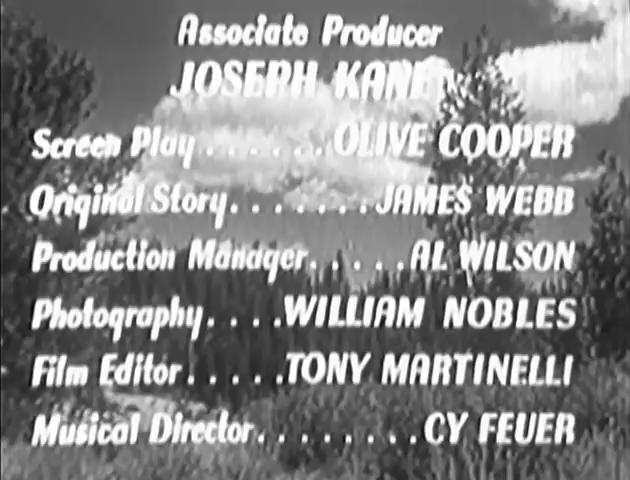 Associate Producer
JOSEPH KANE
Screen Play......OLIVE COOPER
Original Story.......JAMES WEBB
Production Manager.....AL WILSON
Photography....WILLIAM NOBLES
Film Editor.....TONY MARTINELLI
Musical Director........CY FEUER